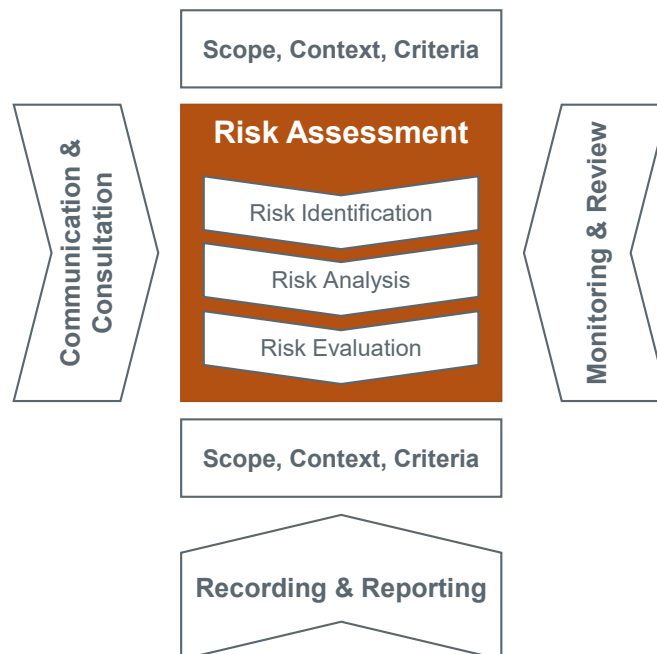 Scope, Context, Criteria
Risk Assessment
Risk Identification
Risk Analysis
Risk Evaluation
Communication &
Consultation
Monitoring & Review
Scope, Context, Criteria
Recording & Reporting